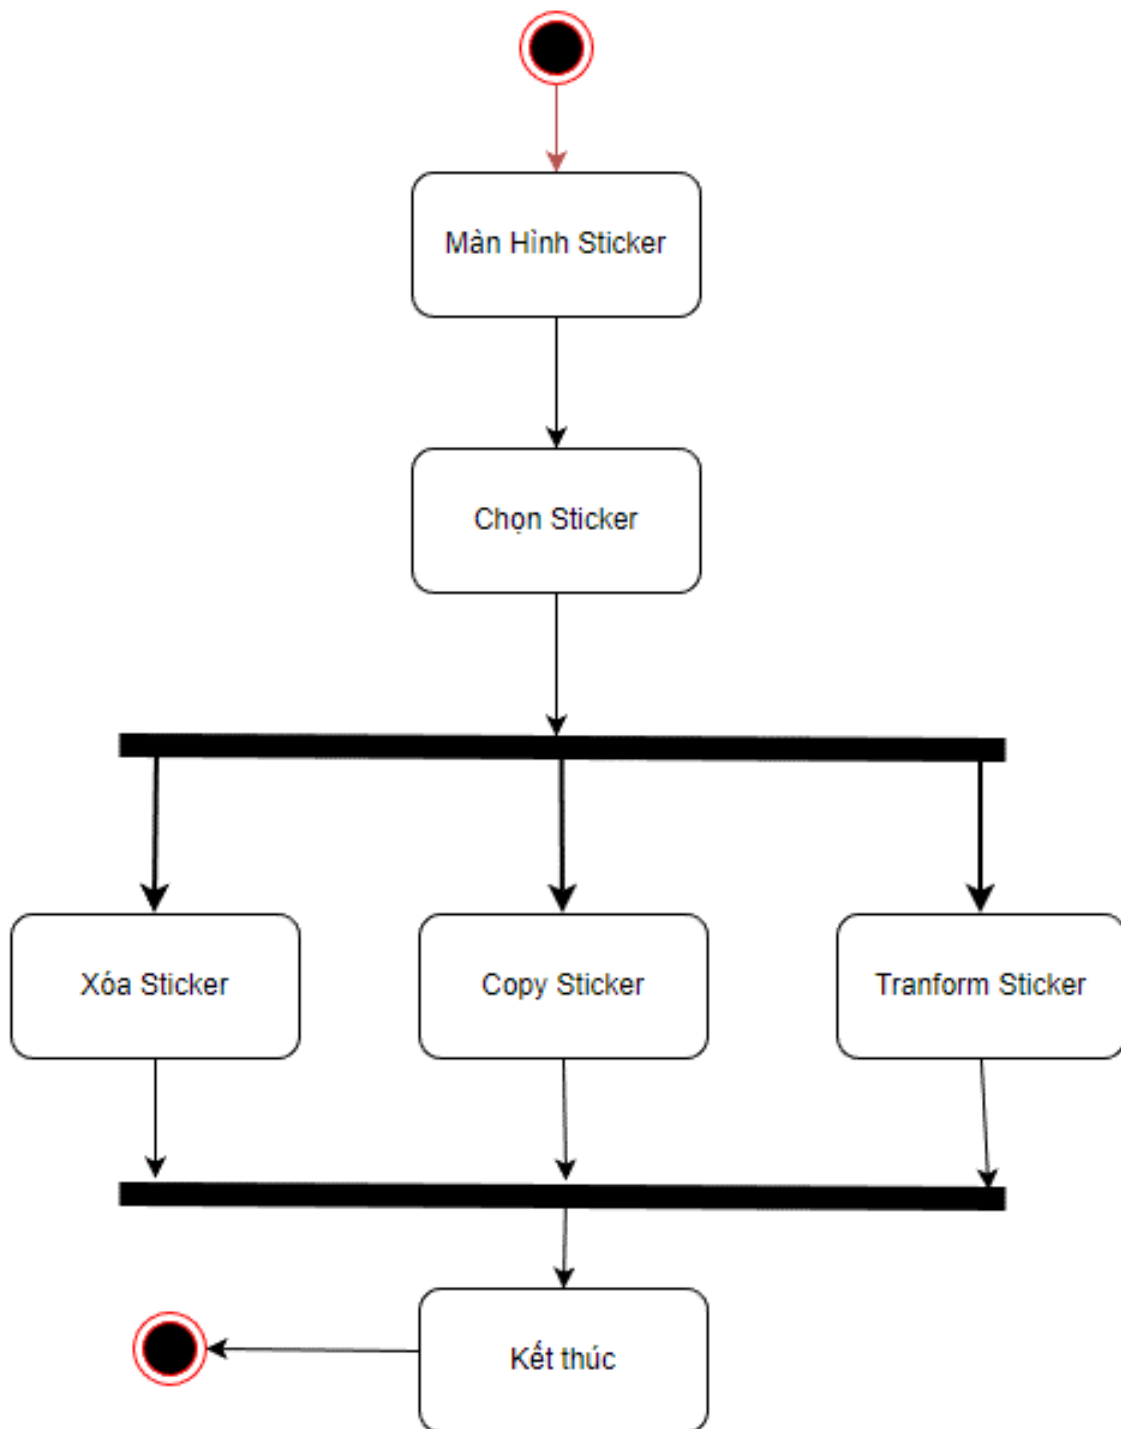 Màn Hình Sticker
Chọn Sticker
Xóa Sticker
Copy Sticker
Tranform Sticker
Kết thúc